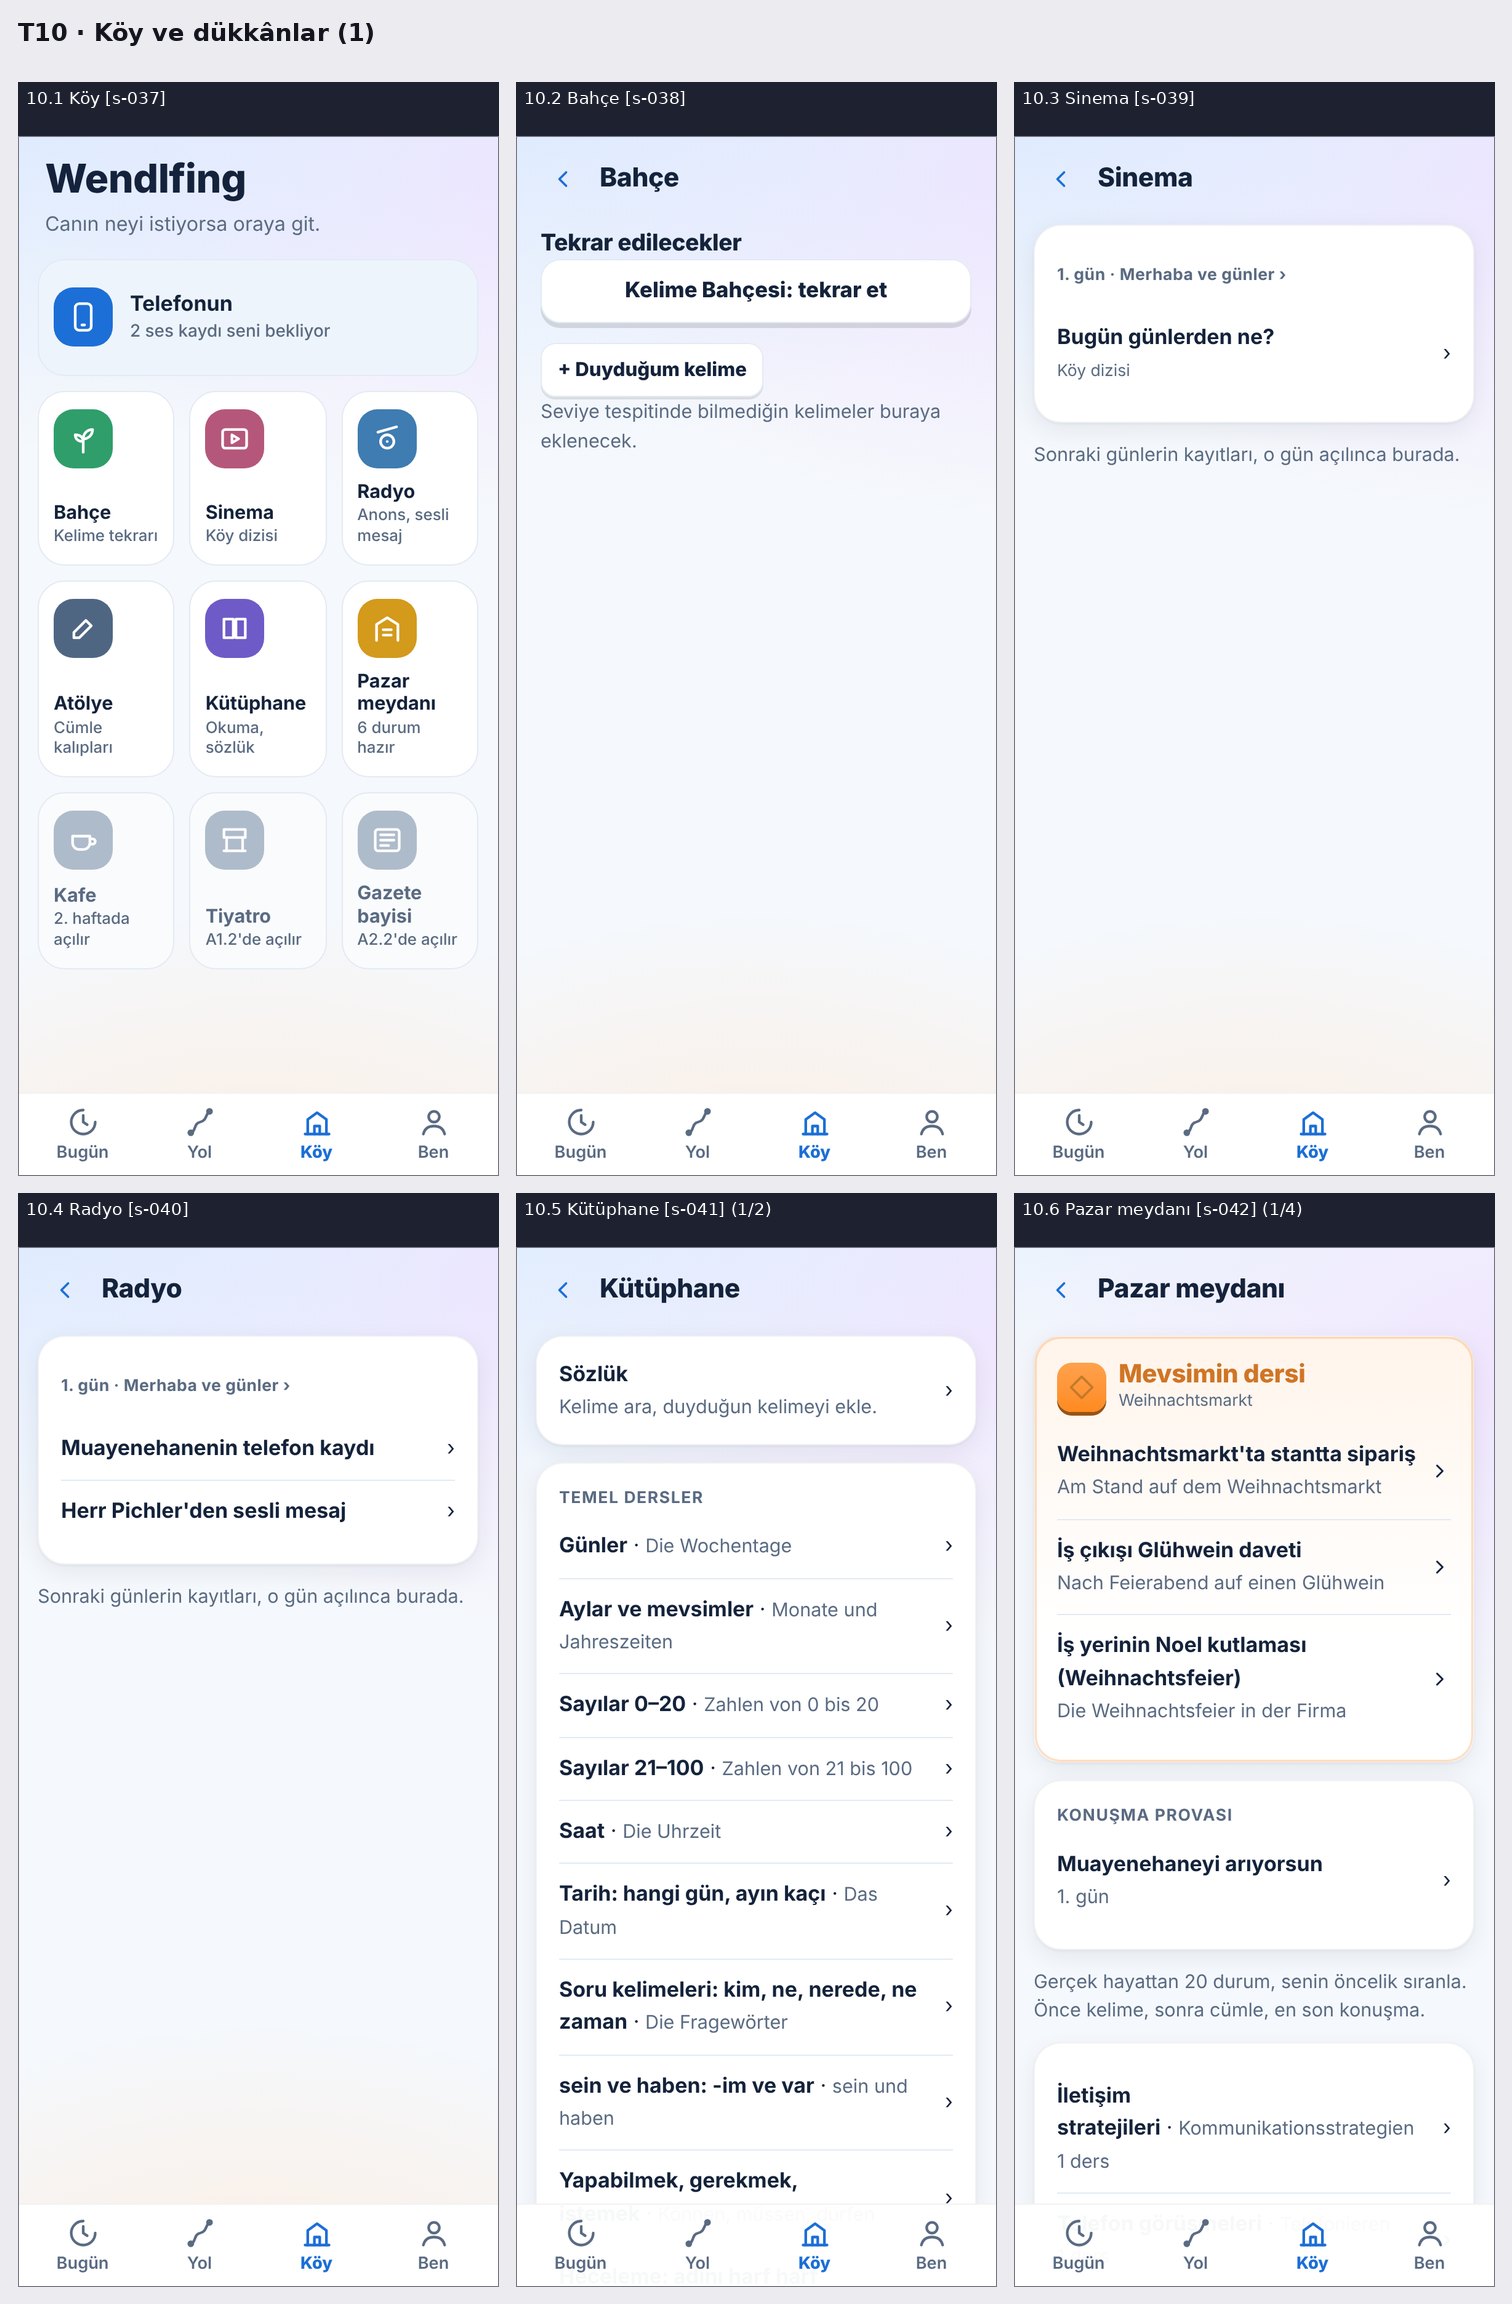 T10 · Köy ve dükkânlar (1)
10.1 Köy [s-037]
Wendlfing
Canın neyi istiyorsa oraya git.
Telefonun
2 ses kaydı seni bekliyor
Bahçe
Kelime tekrarı
Sinema
Köy dizisi
Radyo
Anons, sesli
mesaj
Atölye
Cümle
kalıpları
Kütüphane
Okuma,
sözlük
Pazar
meydanı
6 durum
hazır
Kafe
2. haftada
açılır
Tiyatro
A1.2'de açılır
Gazete
bayisi
A2.2'de açılır
Bugün
Yol
Köy
Ben
10.2 Bahçe [s-038]
Bahçe
Tekrar edilecekler
Kelime Bahçesi: tekrar et
+ Duyduğum kelime
Seviye tespitinde bilmediğin kelimeler buraya
eklenecek.
Bugün
Yol
Köy
Ben
10.3 Sinema [s-039]
Sinema
1. gün · Merhaba ve günler ›
Bugün günlerden ne?
Köy dizisi
Sonraki günlerin kayıtları, o gün açılınca burada.
Bugün
Yol
Köy
Ben
10.4 Radyo [s-040]
Radyo
1. gün · Merhaba ve günler ›
Muayenehanenin telefon kaydı
Herr Pichler'den sesli mesaj
Sonraki günlerin kayıtları, o gün açılınca burada.
Bugün
Yol
Köy
Ben
10.5 Kütüphane [s-041] (1/2)
Kütüphane
Sözlük
Kelime ara, duyduğun kelimeyi ekle.
TEMEL DERSLER
Günler · Die Wochentage
Aylar ve mevsimler · Monate und
Jahreszeiten
Sayılar 0–20 · Zahlen von 0 bis 20
Sayılar 21–100 · Zahlen von 21 bis 100
Saat · Die Uhrzeit
Tarih: hangi gün, ayın kaçı · Das
Datum
Soru kelimeleri: kim, ne, nerede, ne
zaman · Die Fragewörter
sein ve haben: -im ve var · sein und
haben
Yapabilmek, gerekmek,
istemek · Können, müssen, dürfen
Heceleme: adını harf harf
Bugün
Yol
Köy
Ben
10.6 Pazar meydanı [s-042] (1/4)
Pazar meydanı
Mevsimin dersi
Weihnachtsmarkt
Weihnachtsmarkt'ta stantta sipariş
Am Stand auf dem Weihnachtsmarkt
İş çıkışı Glühwein daveti
Nach Feierabend auf einen Glühwein
İş yerinin Noel kutlaması
(Weihnachtsfeier)
Die Weihnachtsfeier in der Firma
KONUŞMA PROVASI
Muayenehaneyi arıyorsun
1. gün
Gerçek hayattan 20 durum, senin öncelik sıranla.
Önce kelime, sonra cümle, en son konuşma.
İletişim
stratejileri · Kommunikationsstrategien
1 ders
Telefon görüşmeleri · Telefonieren
Bugün
Yol
Köy
Ben